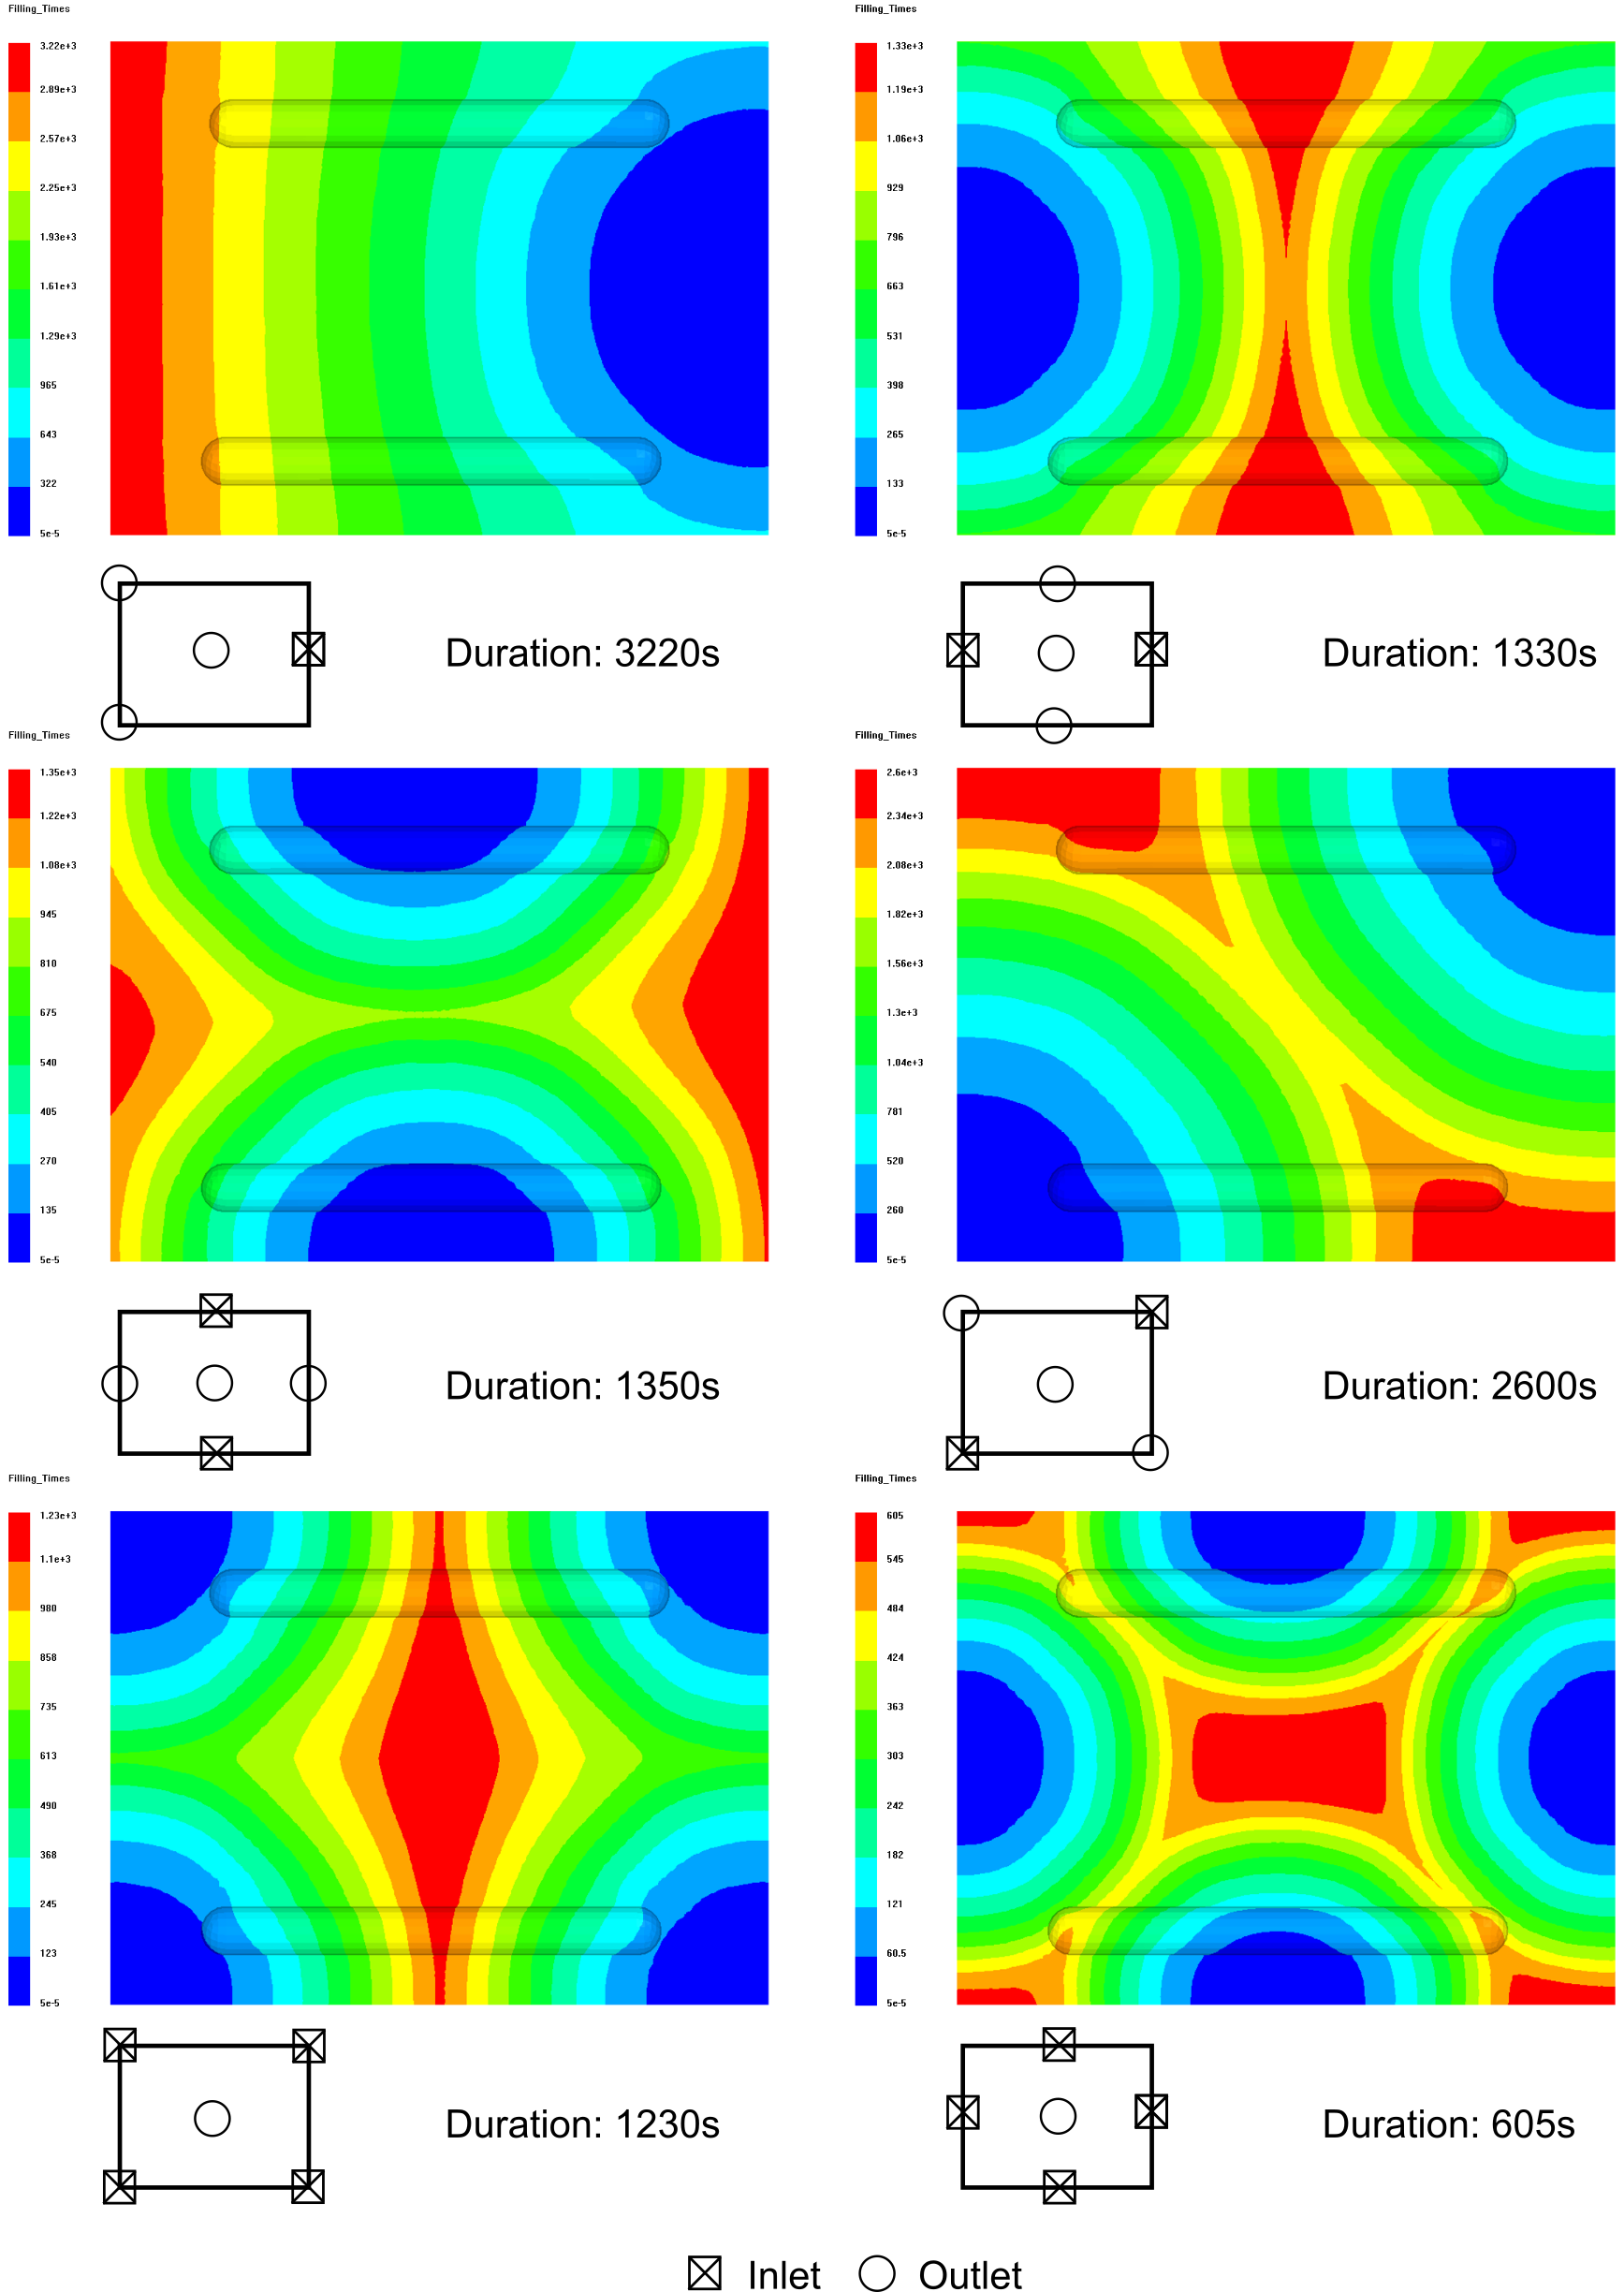 Filling_Times
3.22e+3
2.89e+3
2.57e+3
2.25e+3
1.93e+3
1.61e+3
1.29e+3
965
643
322
5e-5
Duration: 3220s
Filling_Times
1.33e+3
1.19e+3
1.06e+3
929
796
663
531
398
265
133
5e-5
Duration: 1330s
Filling_Times
1.35e+3
1.22e+3
1.08e+3
945
810
675
540
405
270
135
5e-5
Duration: 1350s
Filling_Times
2.6e+3
2.34e+3
2.08e+3
1.82e+3
1.56e+3
1.3e+3
1.04e+3
781
520
260
5e-5
Duration: 2600s
Filling_Times
1.23e+3
1.1e+3
980
858
735
613
490
368
245
123
5e-5
Duration: 1230s
Filling_Times
605
545
484
424
363
303
242
182
121
60.5
5e-5
Duration: 605s
Inlet Outlet